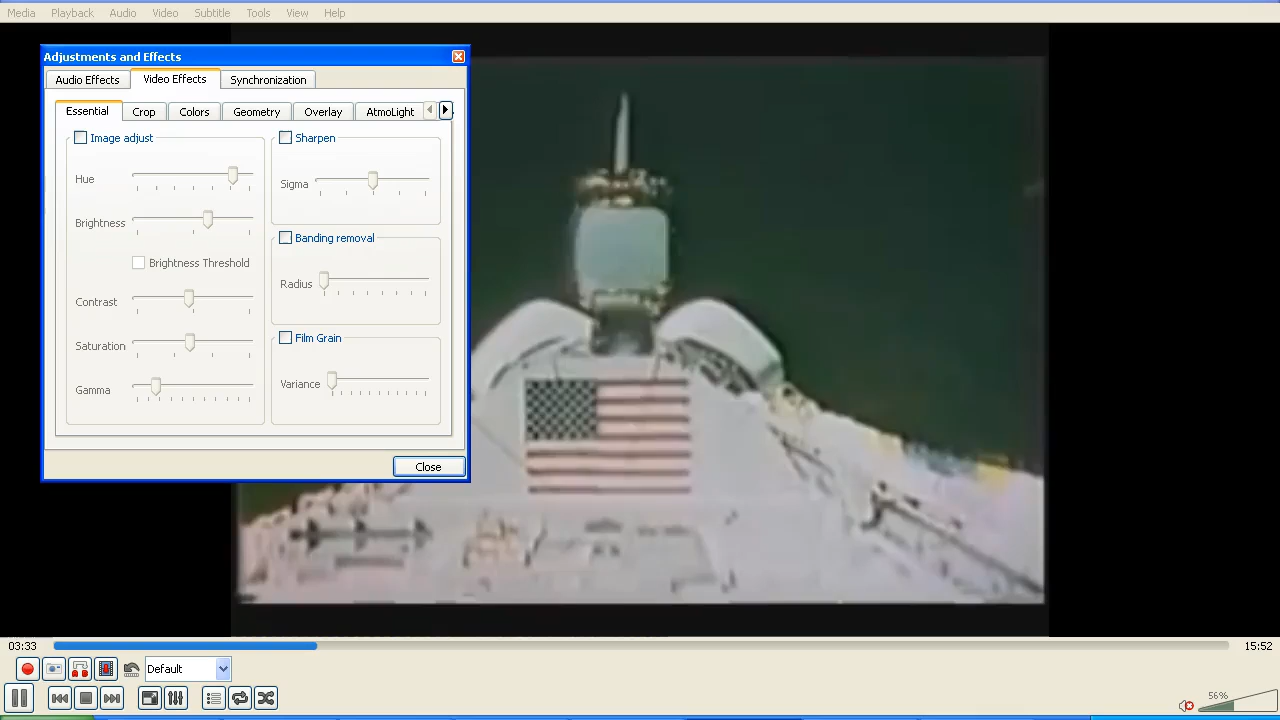 Media Playback Audio Video Subtitle Tools View Help
Adjustments and Effects
Audio Effects Video Effects Synchronization
Essential Crop Colors Geometry Overlay AtmoLight
Image adjust
Hue
Brightness
Brightness Threshold
Contrast
Saturation
Gamma
Sharpen
Sigma
Banding removal
Radius
Film Grain
Variance
Close
03:33 15:52
Default
56%